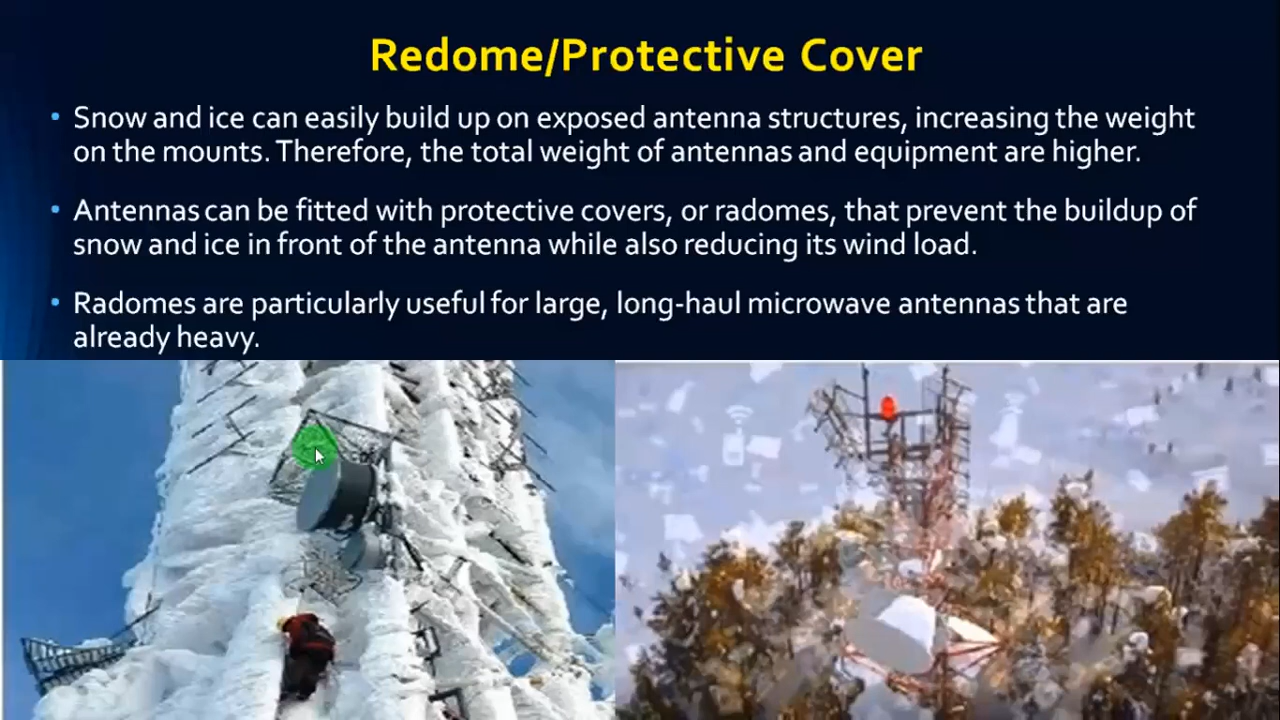 Redome/Protective Cover
• Snow and ice can easily build up on exposed antenna structures, increasing the weight
on the mounts. Therefore, the total weight of antennas and equipment are higher.
• Antennas can be fitted with protective covers, or radomes, that prevent the buildup of
snow and ice in front of the antenna while also reducing its wind load.
• Radomes are particularly useful for large, long-haul microwave antennas that are
already heavy.